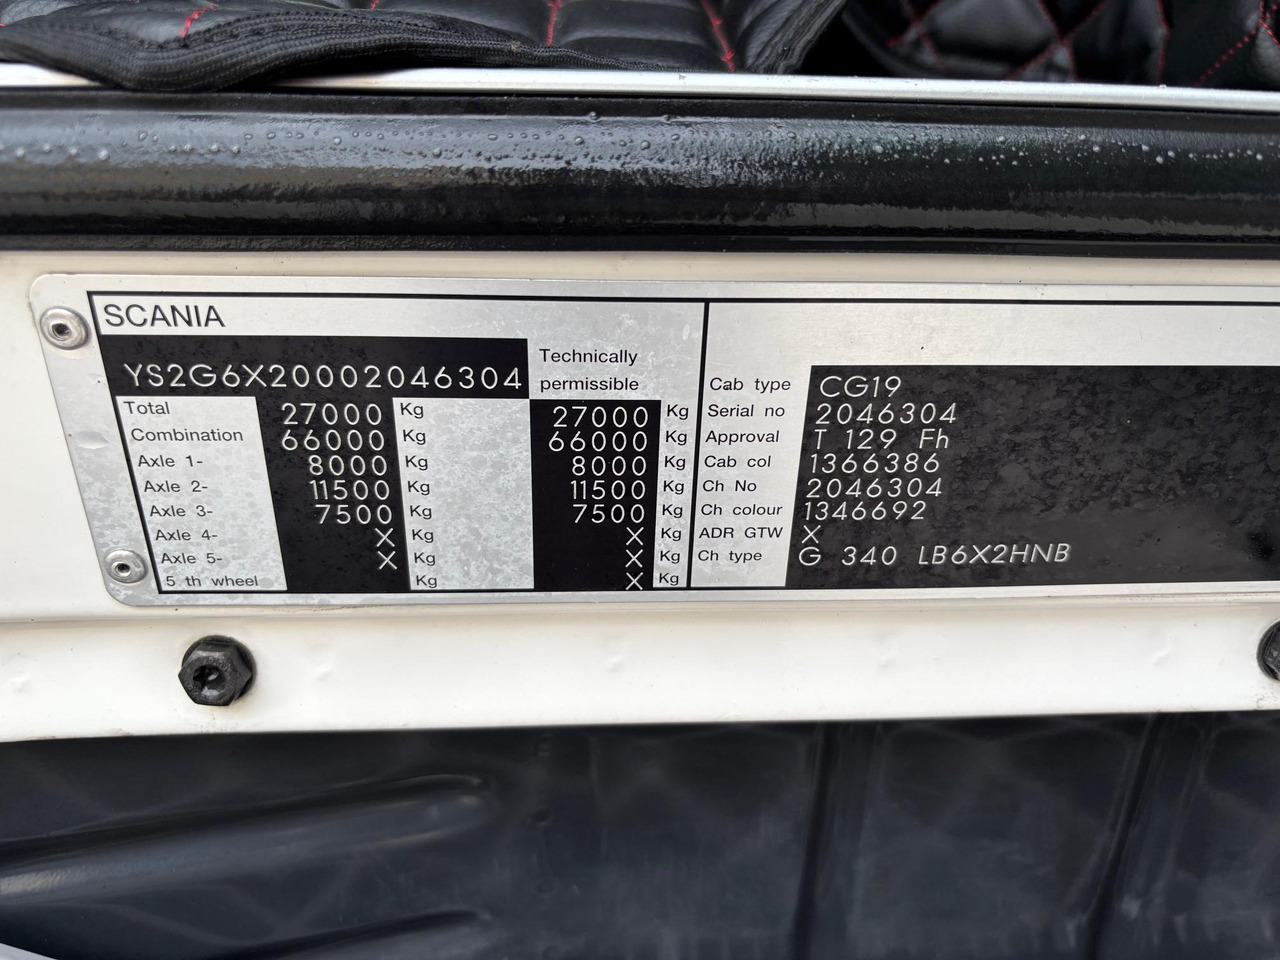 SCANIA
YS2G6X20002046304
Technically
permissible
Total 27000 Kg 27000 Kg
Combination 66000 Kg 66000 Kg
Axle 1- 8000 Kg 8000 Kg
Axle 2- 11500 Kg 11500 Kg
Axle 3- 7500 Kg 7500 Kg
Axle 4- X Kg X Kg
Axle 5- X Kg X Kg
5 th wheel Kg X Kg
Cab type CG19
Serial no 2046304
Approval T 129 Fh
Cab col 1366386
Ch No 2046304
Ch colour 1346692
ADR GTW X
Ch type G 340 LB6X2HNB